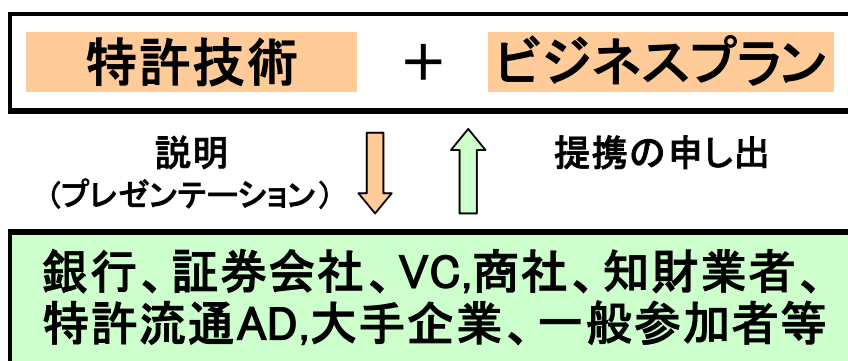 特許技術 + ビジネスプラン
説明 提携の申し出
(プレゼンテーション)
銀行、証券会社、VC,商社、知財業者、
特許流通AD,大手企業、一般参加者等